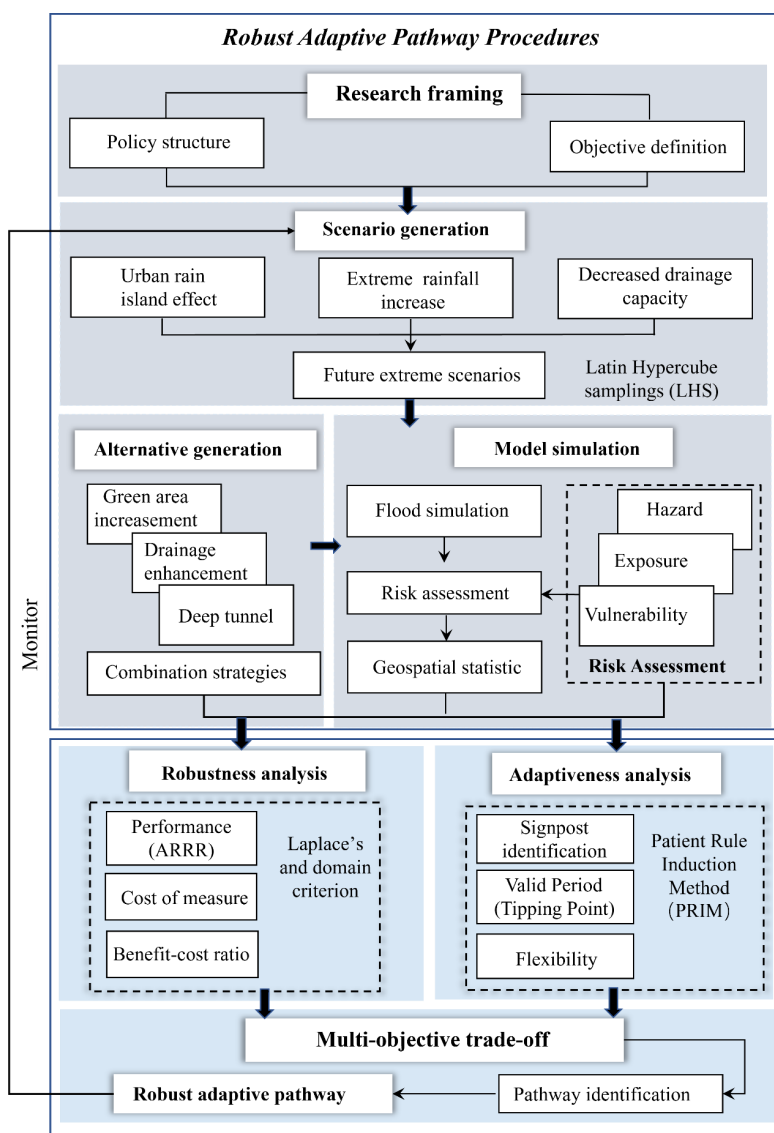 Robust Adaptive Pathway Procedures
Research framing
Policy structure
Objective definition
Scenario generation
Urban rain
island effect
Extreme rainfall
increase
Decreased drainage
capacity
Future extreme scenarios
Latin Hypercube
samplings (LHS)
Alternative generation
Green area
increasement
Drainage
enhancement
Deep tunnel
Combination strategies
Model simulation
Flood simulation
Risk assessment
Geospatial statistic
Hazard
Exposure
Vulnerability
Risk Assessment
Monitor
Robustness analysis
Performance
(ARRR)
Cost of measure
Benefit-cost ratio
Laplace's
and domain
criterion
Adaptiveness analysis
Signpost
identification
Valid Period
(Tipping Point)
Flexibility
Patient Rule
Induction
Method
(PRIM)
Multi-objective trade-off
Robust adaptive pathway
Pathway identification